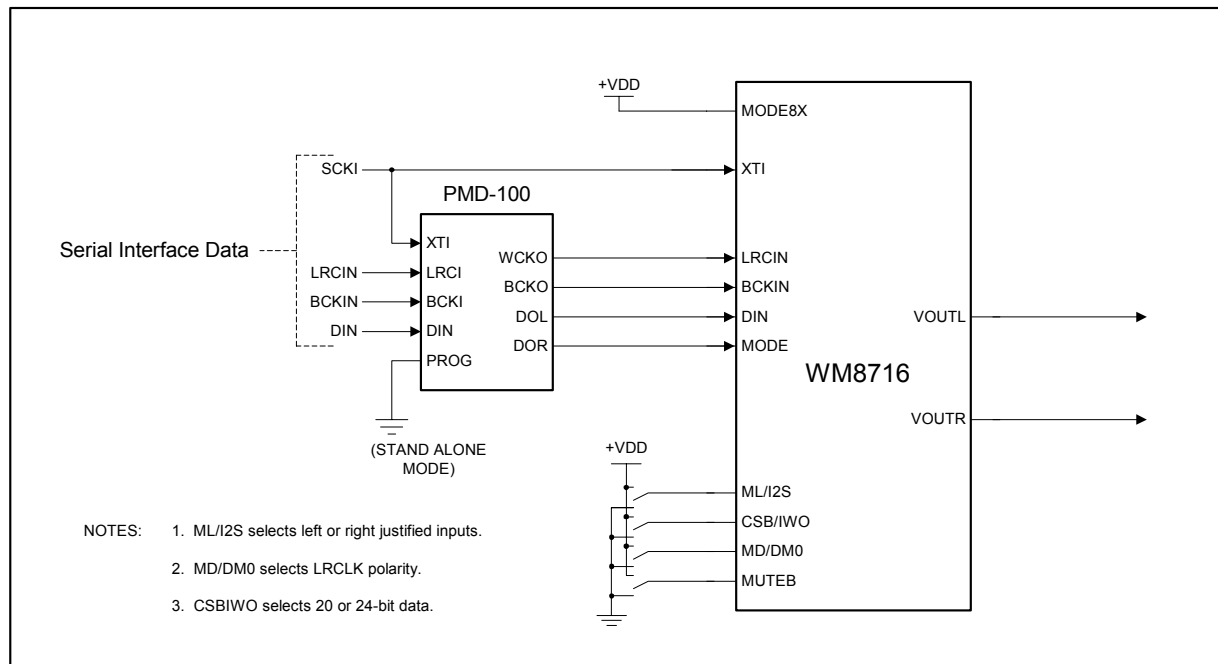 +VDD
MODE8X
SCKI
XTI
PMD-100
Serial Interface Data
XTI
WCKO
LRCIN
LRCIN
LRCI
BCKO
BCKIN
BCKIN
BCKI
DOL
DIN
VOUTL
DIN
DIN
DOR
MODE
PROG
WM8716
VOUTR
(STAND ALONE
MODE)
+VDD
ML/I2S
CSB/IWO
MD/DM0
MUTEB
NOTES: 1. ML/I2S selects left or right justified inputs.
2. MD/DM0 selects LRCLK polarity.
3. CSBIWO selects 20 or 24-bit data.